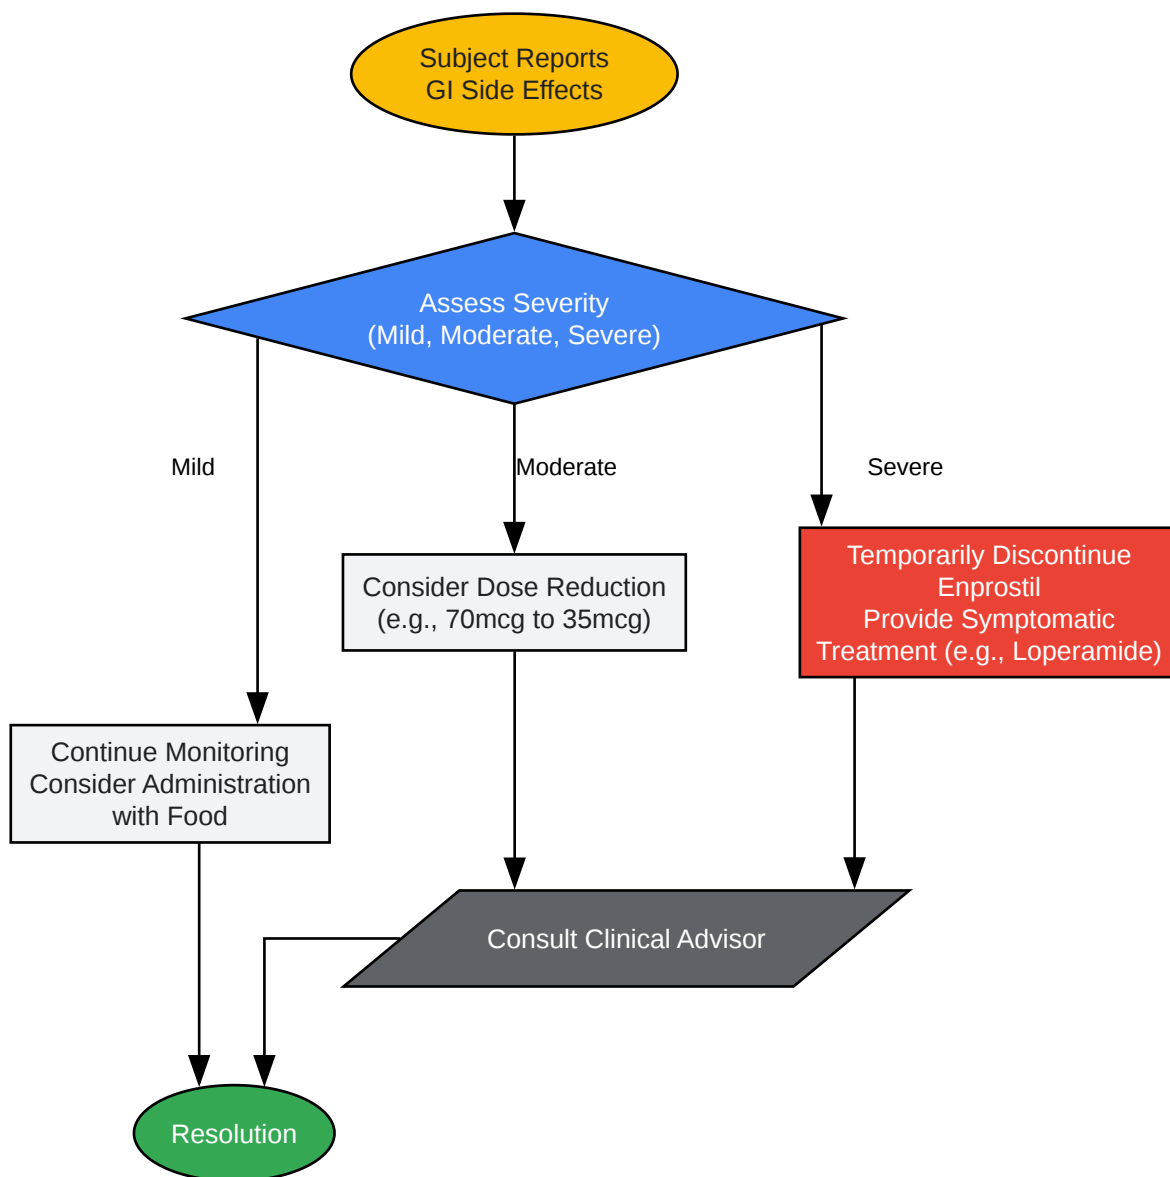 Subject Reports
GI Side Effects
Assess Severity
(Mild, Moderate, Severe)
Mild
Moderate
Severe
Consider Dose Reduction
(e.g., 70mcg to 35mcg)
Temporarily Discontinue
Enprostil
Provide Symptomatic
Treatment (e.g., Loperamide)
Continue Monitoring
Consider Administration
with Food
Consult Clinical Advisor
Resolution